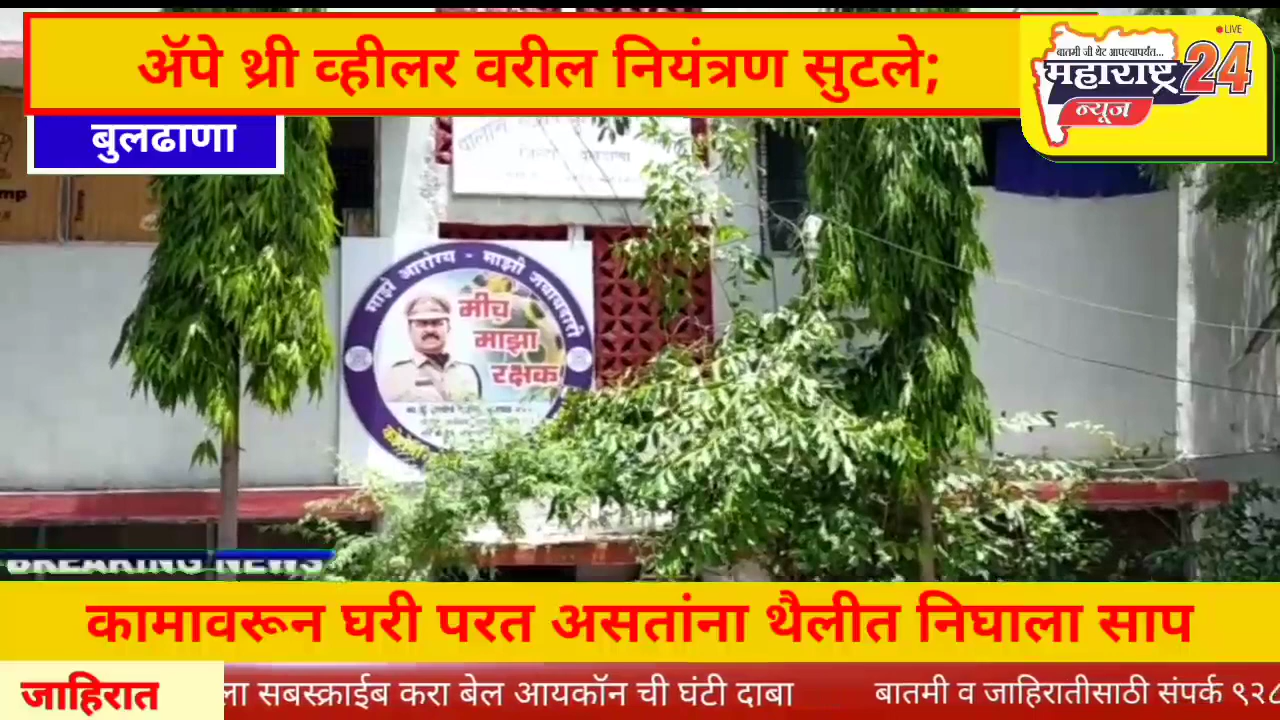 ॲपे थ्री व्हीलर वरील नियंत्रण सुटले;
LIVE
बातमी जी थेट आपल्यापर्यंत...
महाराष्ट्र 24
न्यूज
बुलढाणा
माझे आरोग्य - माझी जबाबदारी
मीच
माझा
रक्षक
BREAKING NEWS
कामावरून घरी परत असतांना थैलीत निघाला साप
जाहिरात
ला सबस्क्राईब करा बेल आयकॉन ची घंटी दाबा बातमी व जाहिरातीसाठी संपर्क ९२८